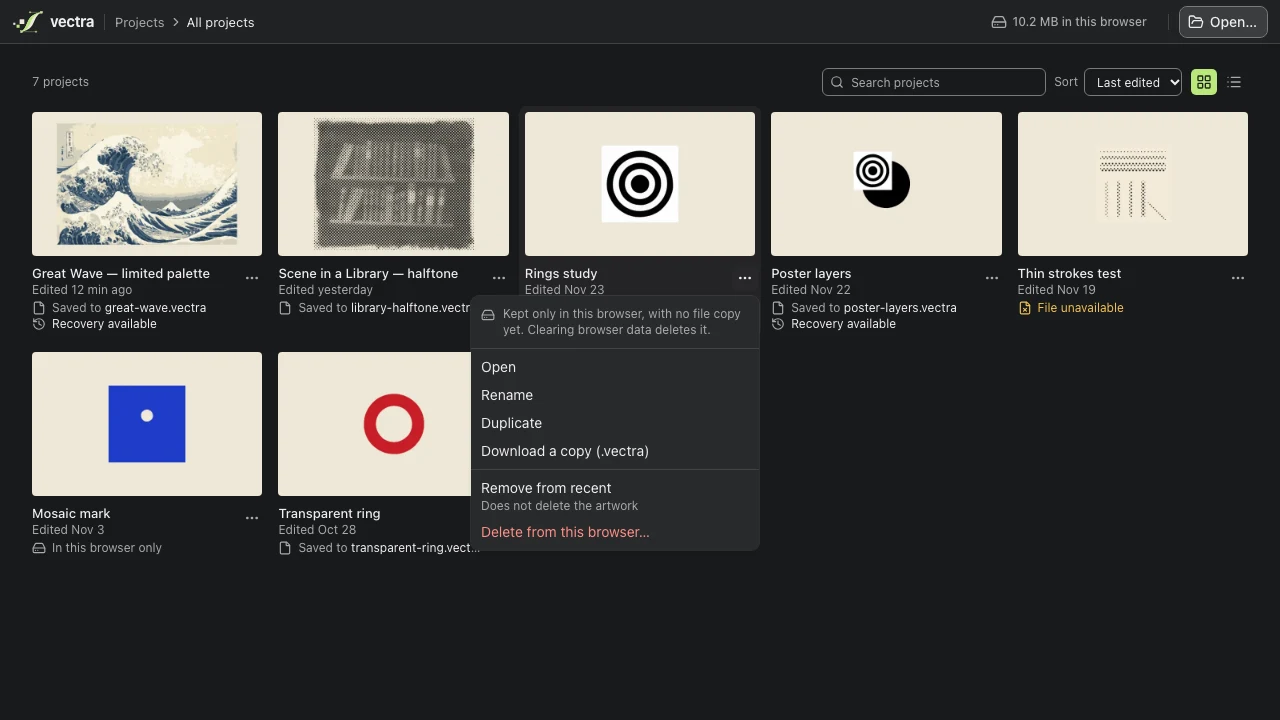 vectra
Projects
All projects
10.2 MB in this browser
Open...
7 projects
Search projects
Sort
Last edited
Great Wave — limited palette
Edited 12 min ago
Saved to great-wave.vectra
Recovery available
Scene in a Library — halftone
Edited yesterday
Saved to library-halftone.vectr
Rings study
Edited Nov 23
Poster layers
Edited Nov 22
Saved to poster-layers.vectra
Recovery available
Thin strokes test
Edited Nov 19
File unavailable
Kept only in this browser, with no file copy
yet. Clearing browser data deletes it.
Open
Rename
Duplicate
Download a copy (.vectra)
Remove from recent
Does not delete the artwork
Delete from this browser...
Mosaic mark
Edited Nov 3
In this browser only
Transparent ring
Edited Oct 28
Saved to transparent-ring.vect...